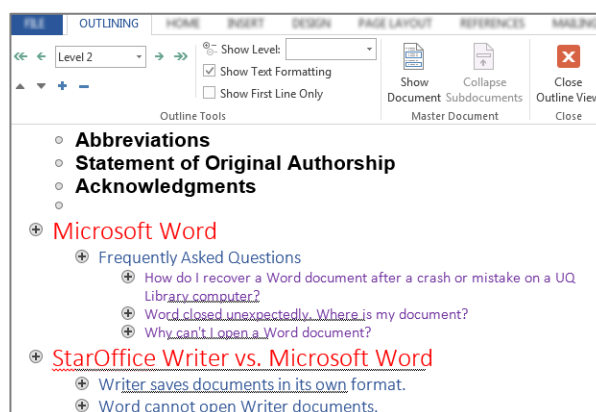 FILE OUTLINING HOME INSERT DESIGN PAGE LAYOUT REFERENCES MAILING
Level 2
Show Level:
Show Text Formatting
Show First Line Only
Show Document
Collapse Subdocuments
Close Outline View
Outline Tools
Master Document
Close
Abbreviations
Statement of Original Authorship
Acknowledgments
Microsoft Word
Frequently Asked Questions
How do I recover a Word document after a crash or mistake on a UQ
Library computer?
Word closed unexpectedly. Where is my document?
Why can't I open a Word document?
StarOffice Writer vs. Microsoft Word
Writer saves documents in its own format.
Word cannot open Writer documents.